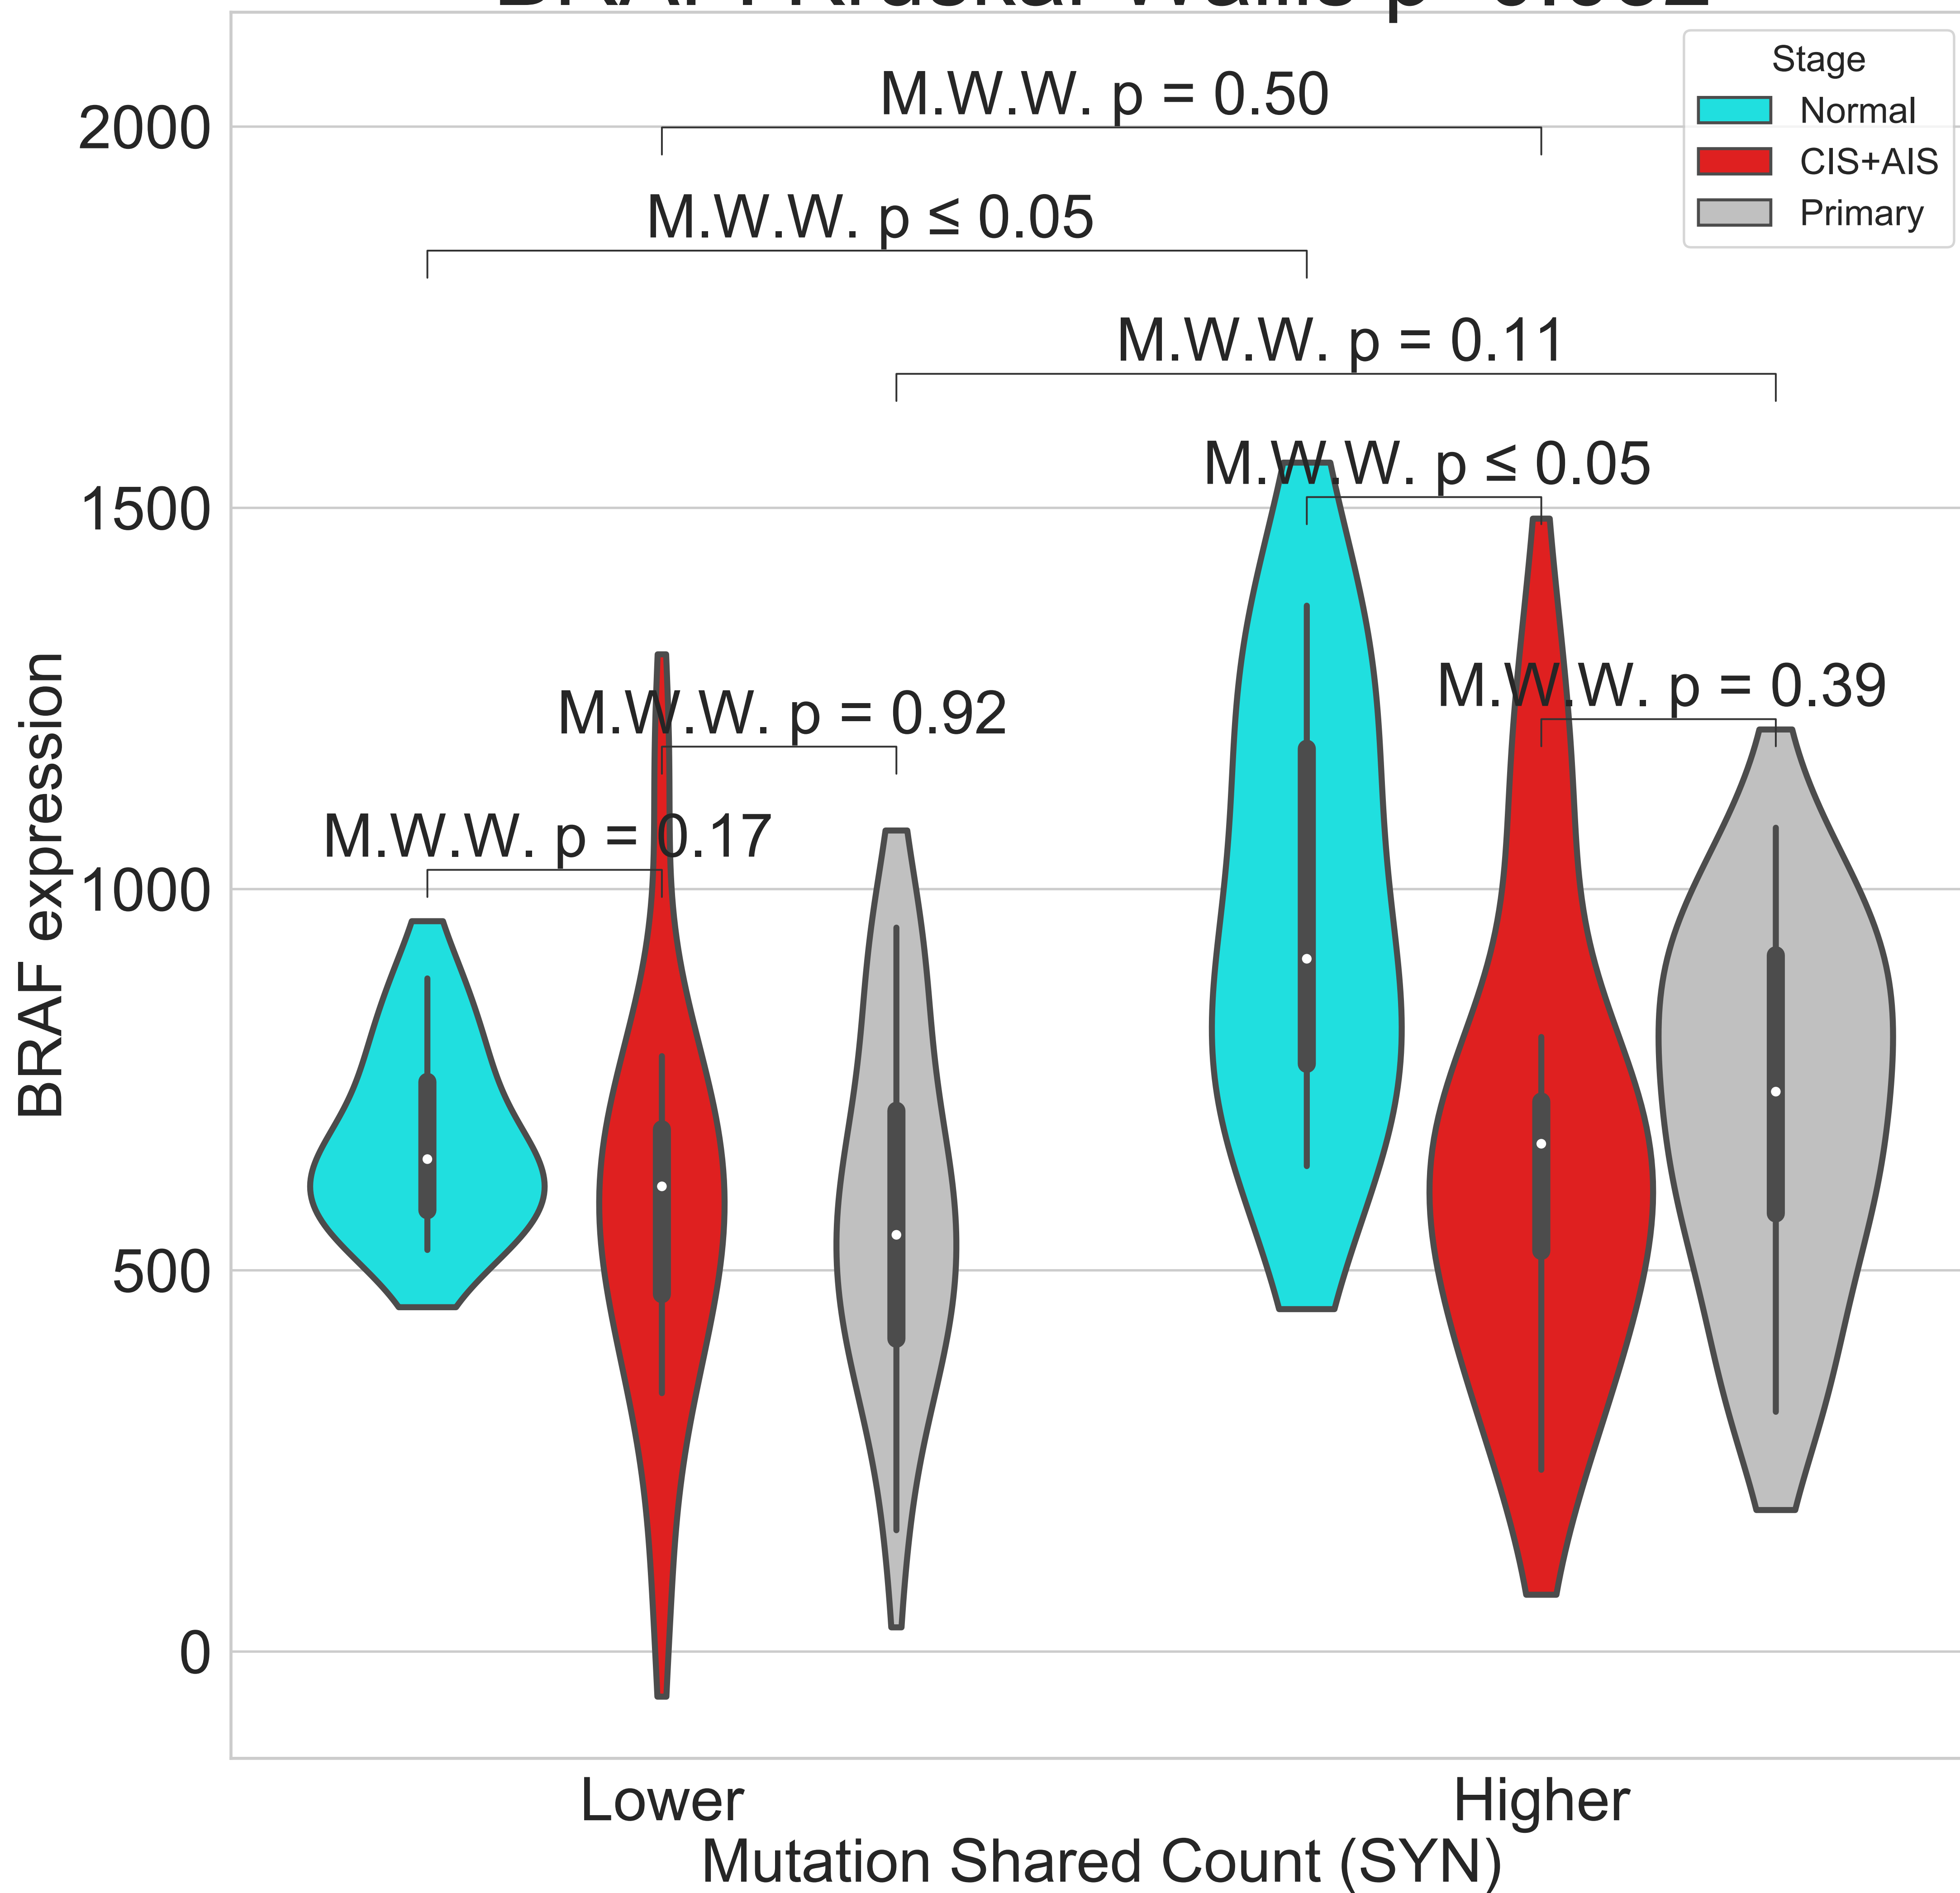 Stage
Normal
CIS+AIS
Primary
M.W.W. p = 0.50
M.W.W. p ≤ 0.05
M.W.W. p = 0.11
M.W.W. p ≤ 0.05
M.W.W. p = 0.39
M.W.W. p = 0.92
M.W.W. p = 0.17
2000
1500
1000
500
0
BRAF expression
Lower
Higher
Mutation Shared Count (SYN)